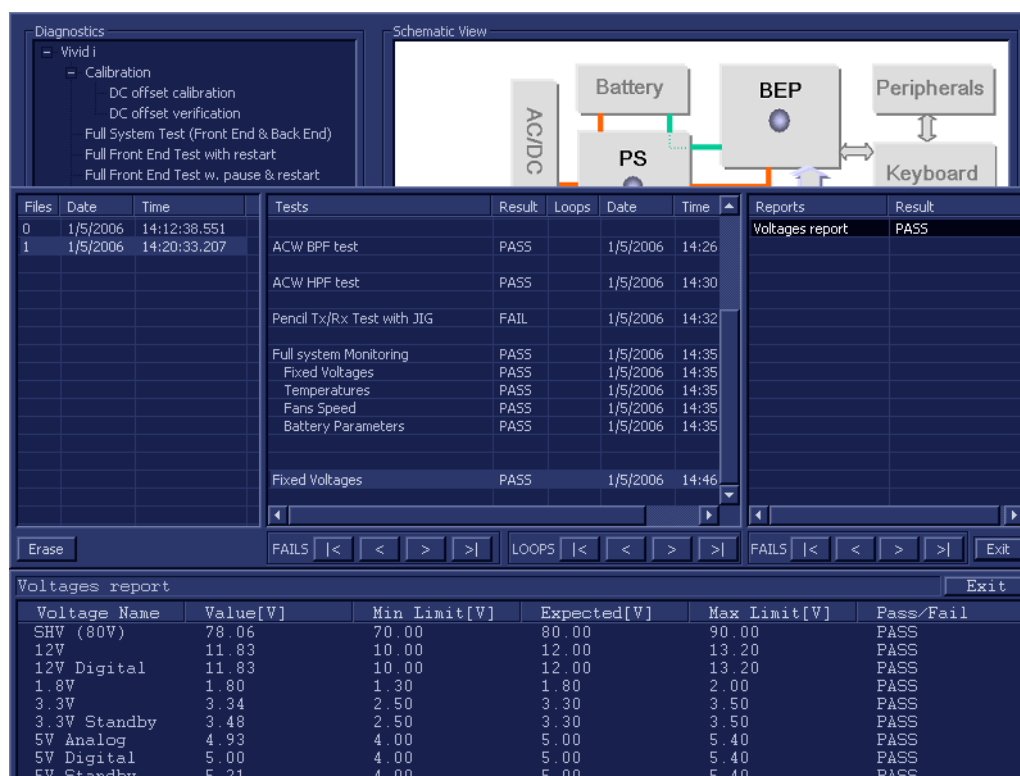 Diagnostics
Vivid i
Calibration
DC offset calibration
DC offset verification
Full System Test (Front End & Back End)
Full Front End Test with restart
Full Front End Test w. pause & restart
Schematic View
AC/DC
Battery
PS
BEP
Peripherals
Keyboard
Files Date Time
0 1/5/2006 14:12:38.551
1 1/5/2006 14:20:33.207
Erase
Tests Result Loops Date Time
ACW BPF test PASS 1/5/2006 14:26
ACW HPF test PASS 1/5/2006 14:30
Pencil Tx/Rx Test with JIG FAIL 1/5/2006 14:32
Full system Monitoring PASS 1/5/2006 14:35
Fixed Voltages PASS 1/5/2006 14:35
Temperatures PASS 1/5/2006 14:35
Fans Speed PASS 1/5/2006 14:35
Battery Parameters PASS 1/5/2006 14:35
Fixed Voltages PASS 1/5/2006 14:46
FAILS |< < > >| LOOPS |< < > >|
Reports Result
Voltages report PASS
FAILS |< < > >| Exit
Voltages report Exit
Voltage Name Value[V] Min Limit[V] Expected[V] Max Limit[V] Pass/Fail
SHV (80V) 78.06 70.00 80.00 90.00 PASS
12V 11.83 10.00 12.00 13.20 PASS
12V Digital 11.83 10.00 12.00 13.20 PASS
1.8V 1.80 1.30 1.80 2.00 PASS
3.3V 3.34 2.50 3.30 3.50 PASS
3.3V Standby 3.48 2.50 3.30 3.50 PASS
5V Analog 4.93 4.00 5.00 5.40 PASS
5V Digital 5.00 4.00 5.00 5.40 PASS
5V Standby 5.21 4.00 5.00 5.40 PASS